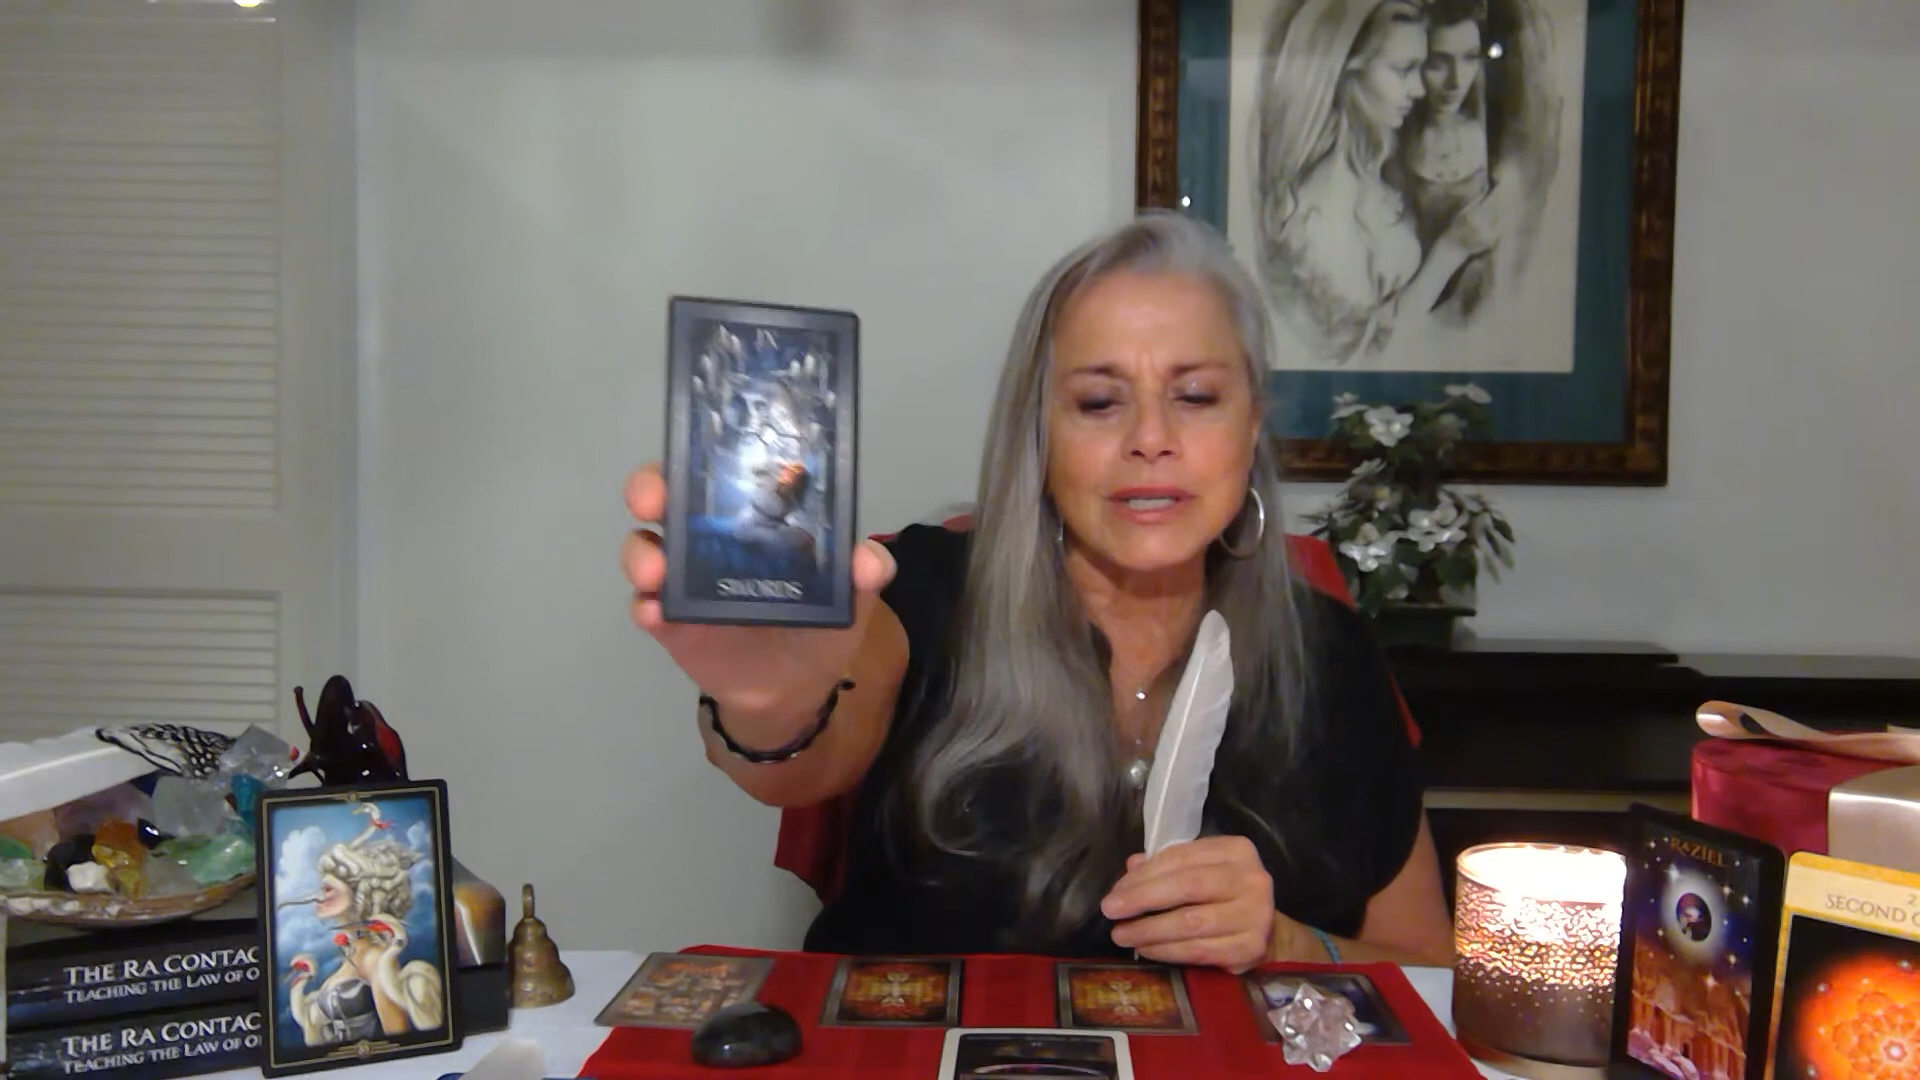 IX
SWORDS
THE RA CONTAC
TEACHING THE LAW OF O
THE RA CONTAC
TEACHING THE LAW OF O
RAZIEL
SECOND